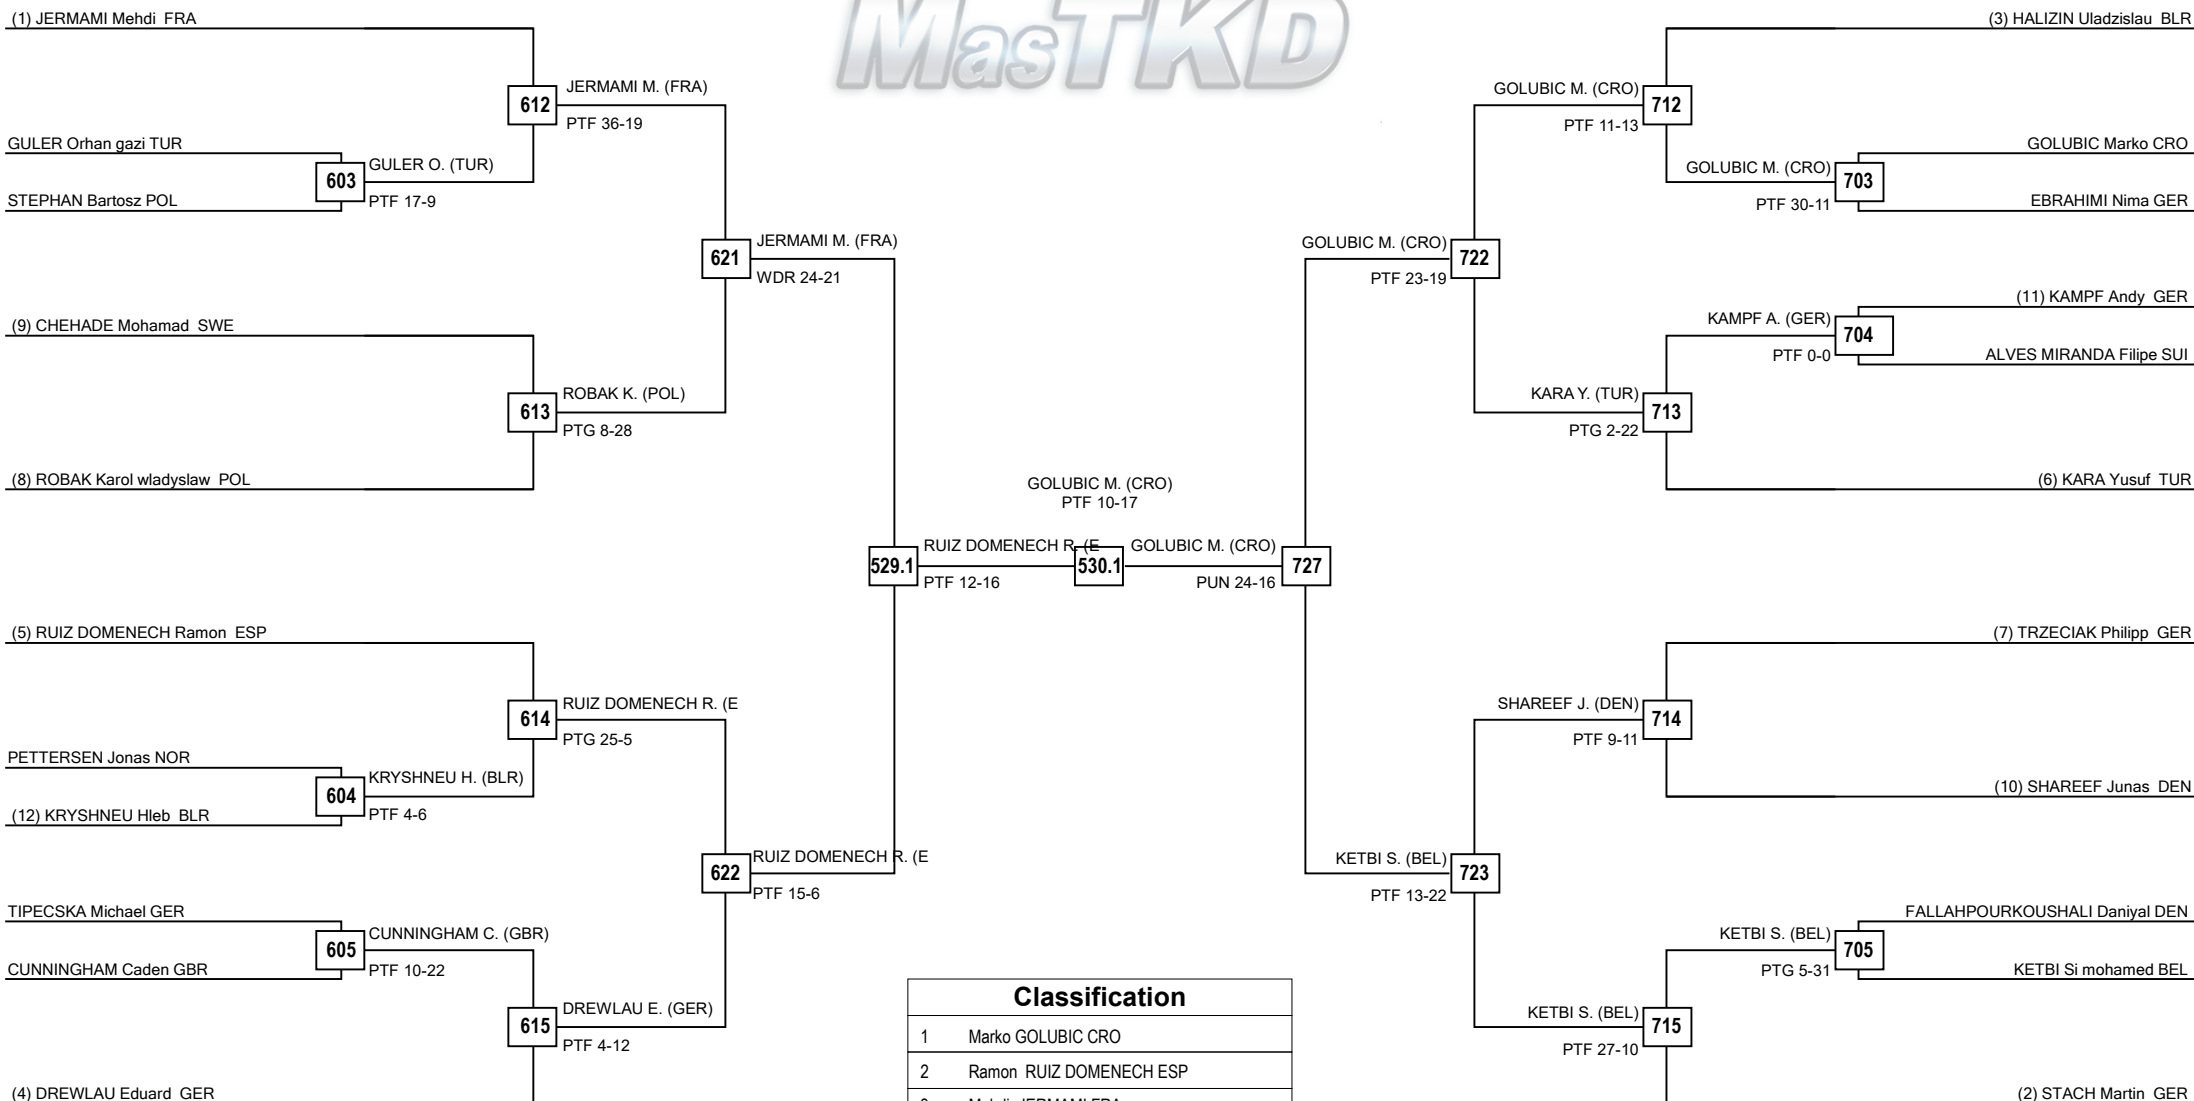 MasTKD
(1) JERMAMI Mehdi  FRA
612
JERMAMI M. (FRA)
PTF 36-19
GULER Orhan gazi TUR
603
GULER O. (TUR)
PTF 17-9
STEPHAN Bartosz POL
621
JERMAMI M. (FRA)
WDR 24-21
(9) CHEHADE Mohamad  SWE
613
ROBAK K. (POL)
PTG 8-28
(8) ROBAK Karol wladyslaw  POL
529.1
RUIZ DOMENECH R. (E
PTF 12-16
(5) RUIZ DOMENECH Ramon  ESP
614
RUIZ DOMENECH R. (E
PTG 25-5
PETTERSEN Jonas NOR
604
KRYSHNEU H. (BLR)
PTF 4-6
(12) KRYSHNEU Hleb  BLR
622
RUIZ DOMENECH R. (E
PTF 15-6
TIPECSKA Michael GER
605
CUNNINGHAM C. (GBR)
PTF 10-22
CUNNINGHAM Caden GBR
615
DREWLAU E. (GER)
PTF 4-12
(4) DREWLAU Eduard  GER
GOLUBIC M. (CRO)
PTF 10-17
530.1
(3) HALIZIN Uladzislau  BLR
GOLUBIC M. (CRO)
712
PTF 11-13
GOLUBIC Marko CRO
GOLUBIC M. (CRO)
703
PTF 30-11
EBRAHIMI Nima GER
GOLUBIC M. (CRO)
722
PTF 23-19
(11) KAMPF Andy  GER
KAMPF A. (GER)
704
PTF 0-0
ALVES MIRANDA Filipe SUI
KARA Y. (TUR)
713
PTG 2-22
(6) KARA Yusuf  TUR
GOLUBIC M. (CRO)
727
PUN 24-16
(7) TRZECIAK Philipp  GER
SHAREEF J. (DEN)
714
PTF 9-11
(10) SHAREEF Junas  DEN
KETBI S. (BEL)
723
PTF 13-22
FALLAHPOURKOUSHALI Daniyal DEN
KETBI S. (BEL)
705
PTG 5-31
KETBI Si mohamed BEL
KETBI S. (BEL)
715
PTF 27-10
(2) STACH Martin  GER
Classification
1 Marko GOLUBIC CRO
2 Ramon  RUIZ DOMENECH ESP